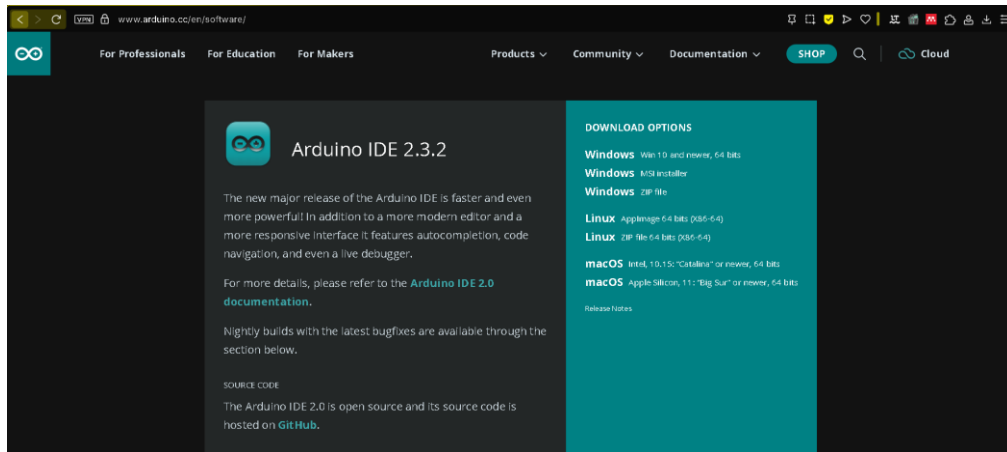 VPN www.arduino.cc/en/software/
For Professionals For Education For Makers Products Community Documentation SHOP Cloud
Arduino IDE 2.3.2
The new major release of the Arduino IDE is faster and even
more powerful! In addition to a more modern editor and a
more responsive interface it features autocompletion, code
navigation, and even a live debugger.
For more details, please refer to the Arduino IDE 2.0
documentation.
Nightly builds with the latest bugfixes are available through the
section below.
SOURCE CODE
The Arduino IDE 2.0 is open source and its source code is
hosted on GitHub.
DOWNLOAD OPTIONS
Windows Win 10 and newer, 64 bits
Windows MSI installer
Windows ZIP file
Linux AppImage 64 bits (X86-64)
Linux ZIP file 64 bits (X86-64)
macOS Intel, 10.15: "Catalina" or newer, 64 bits
macOS Apple Silicon, 11: "Big Sur" or newer, 64 bits
Release Notes